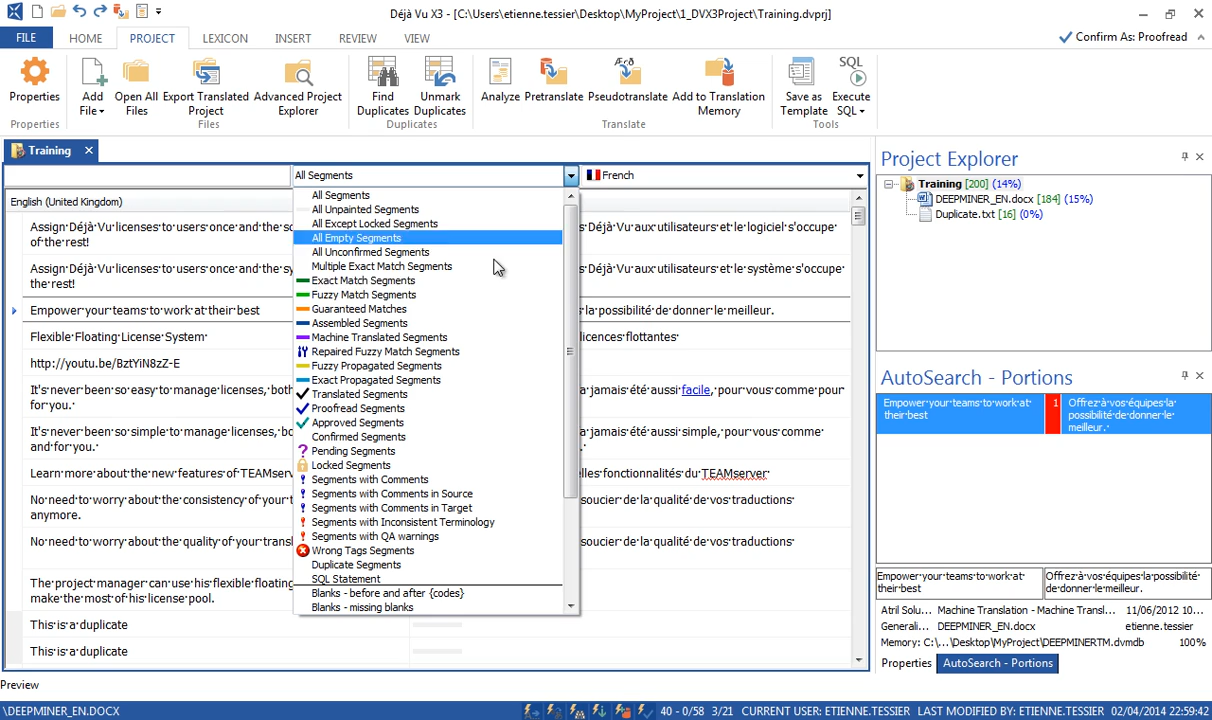 Déjà Vu X3 - [C:\Users\etienne.tessier\Desktop\MyProject\1_DVX3Project\Training.dvprj]
FILE HOME PROJECT LEXICON INSERT REVIEW VIEW Confirm As: Proofread
Properties
Add File
Open All Files
Export Translated Project
Advanced Project Explorer
Find Duplicates
Unmark Duplicates
Analyze
Pretranslate
Pseudotranslate
Add to Translation Memory
Save as Template
SQL
Execute SQL
Properties Files Duplicates Translate Tools
Training
All Segments
French
English (United Kingdom)
Assign·Déjà·Vu·licenses·to·users·once·and·the·s
of·the·rest!
Assign·Déjà·Vu·licenses·to·users·once·and·the·s
of·the·rest!
Empower·your·teams·to·work·at·their·best
Flexible·Floating·License·System·
http://youtu.be/BztYiN8zZ-E
It's·never·been·so·easy·to·manage·licenses,·both
for·you.·
It's·never·been·so·simple·to·manage·licenses,·bo
and·for·you.·
Learn·more·about·the·new·features·of·TEAMserv
No·need·to·worry·about·the·consistency·of·your·t
anymore.
No·need·to·worry·about·the·quality·of·your·trans
The·project·manager·can·use·his·flexible·floating
make·the·most·of·his·license·pool.
This·is·a·duplicate
This·is·a·duplicate
All Segments
All Unpainted Segments
All Except Locked Segments
All Empty Segments
All Unconfirmed Segments
Multiple Exact Match Segments
Exact Match Segments
Fuzzy Match Segments
Guaranteed Matches
Assembled Segments
Machine Translated Segments
Repaired Fuzzy Match Segments
Fuzzy Propagated Segments
Exact Propagated Segments
Translated Segments
Proofread Segments
Approved Segments
Confirmed Segments
Pending Segments
Locked Segments
Segments with Comments
Segments with Comments in Source
Segments with Comments in Target
Segments with Inconsistent Terminology
Segments with QA warnings
Wrong Tags Segments
Duplicate Segments
SQL Statement
Blanks - before and after {codes}
Blanks - missing blanks
Déjà·Vu·aux·utilisateurs·et·le·logiciel·s'occupe·
Déjà·Vu·aux·utilisateurs·et·le·système·s'occupe·
la·possibilité·de·donner·le·meilleur.
licences·flottantes·
a·jamais·été·aussi·facile,·pour·vous·comme·pour
a·jamais·été·aussi·simple,·pour·vous·comme
elles·fonctionnalités·du·TEAMserver
soucier·de·la·qualité·de·vos·traductions·
soucier·de·la·qualité·de·vos·traductions·
Project Explorer
Training [200] (14%)
DEEPMINER_EN.docx [184] (15%)
Duplicate.txt [16] (0%)
AutoSearch - Portions
Empower·your·teams·to·work·at·
their·best
1
Offrez·à·vos·équipes·la·
possibilité·de·donner·le·
meilleur.·
Empower·your·teams·to·work·at·
their·best
Offrez·à·vos·équipes·la·possibilité·
de·donner·le·meilleur.
Atril Solu... Machine Translation - Machine Transl... 11/06/2012 10...
Generali... DEEPMINER_EN.docx etienne.tessier
Memory: C:\...\Desktop\MyProject\DEEPMINERTM.dvmdb 100%
Properties AutoSearch - Portions
Preview
\DEEPMINER_EN.DOCX 40 - 0/58 3/21 CURRENT USER: ETIENNE.TESSIER LAST MODIFIED BY: ETIENNE.TESSIER 02/04/2014 22:59:42